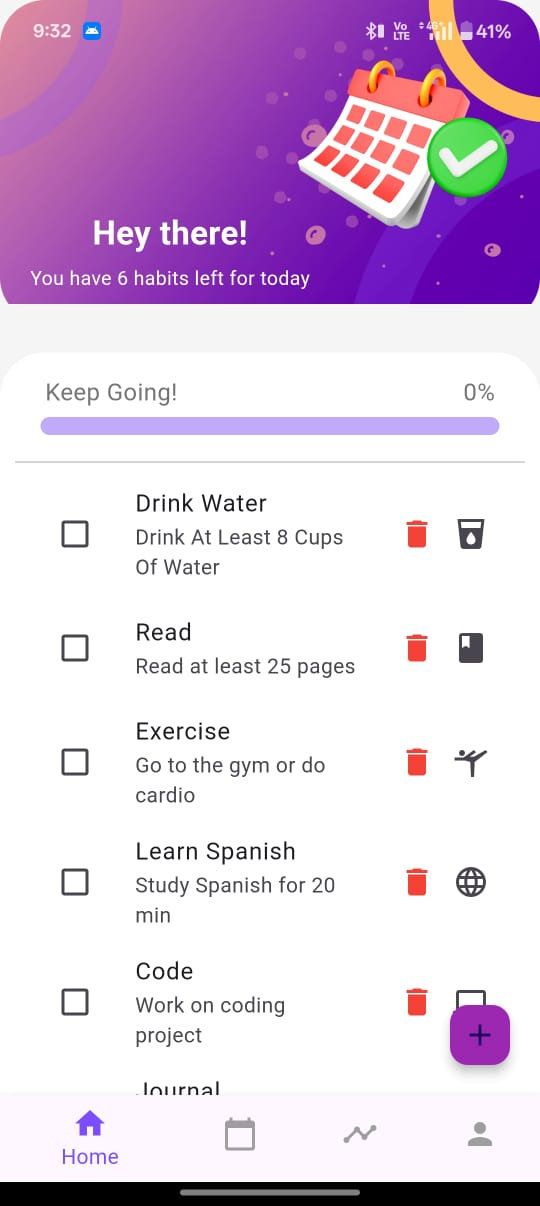 9:32
Vo
LTE
4G+
41%
Hey there!
You have 6 habits left for today
Keep Going!
0%
Drink Water
Drink At Least 8 Cups
Of Water
Read
Read at least 25 pages
Exercise
Go to the gym or do
cardio
Learn Spanish
Study Spanish for 20
min
Code
Work on coding
project
Journal
Home